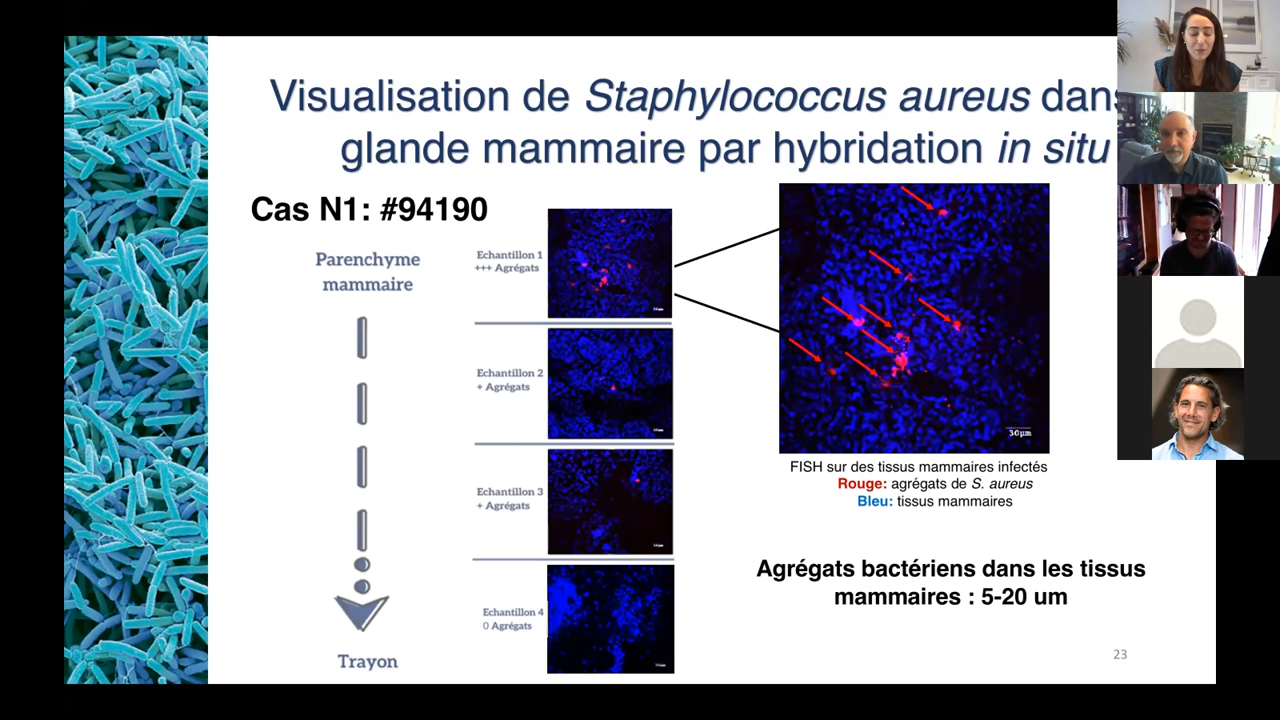 Visualisation de Staphylococcus aureus dans
glande mammaire par hybridation in situ
Cas N1: #94190
Parenchyme
mammaire
Trayon
Echantillon 1
+++ Agrégats
Echantillon 2
+ Agrégats
Echantillon 3
+ Agrégats
Echantillon 4
0 Agrégats
30µm
FISH sur des tissus mammaires infectés
Rouge: agrégats de S. aureus
Bleu: tissus mammaires
Agrégats bactériens dans les tissus
mammaires : 5-20 um
23